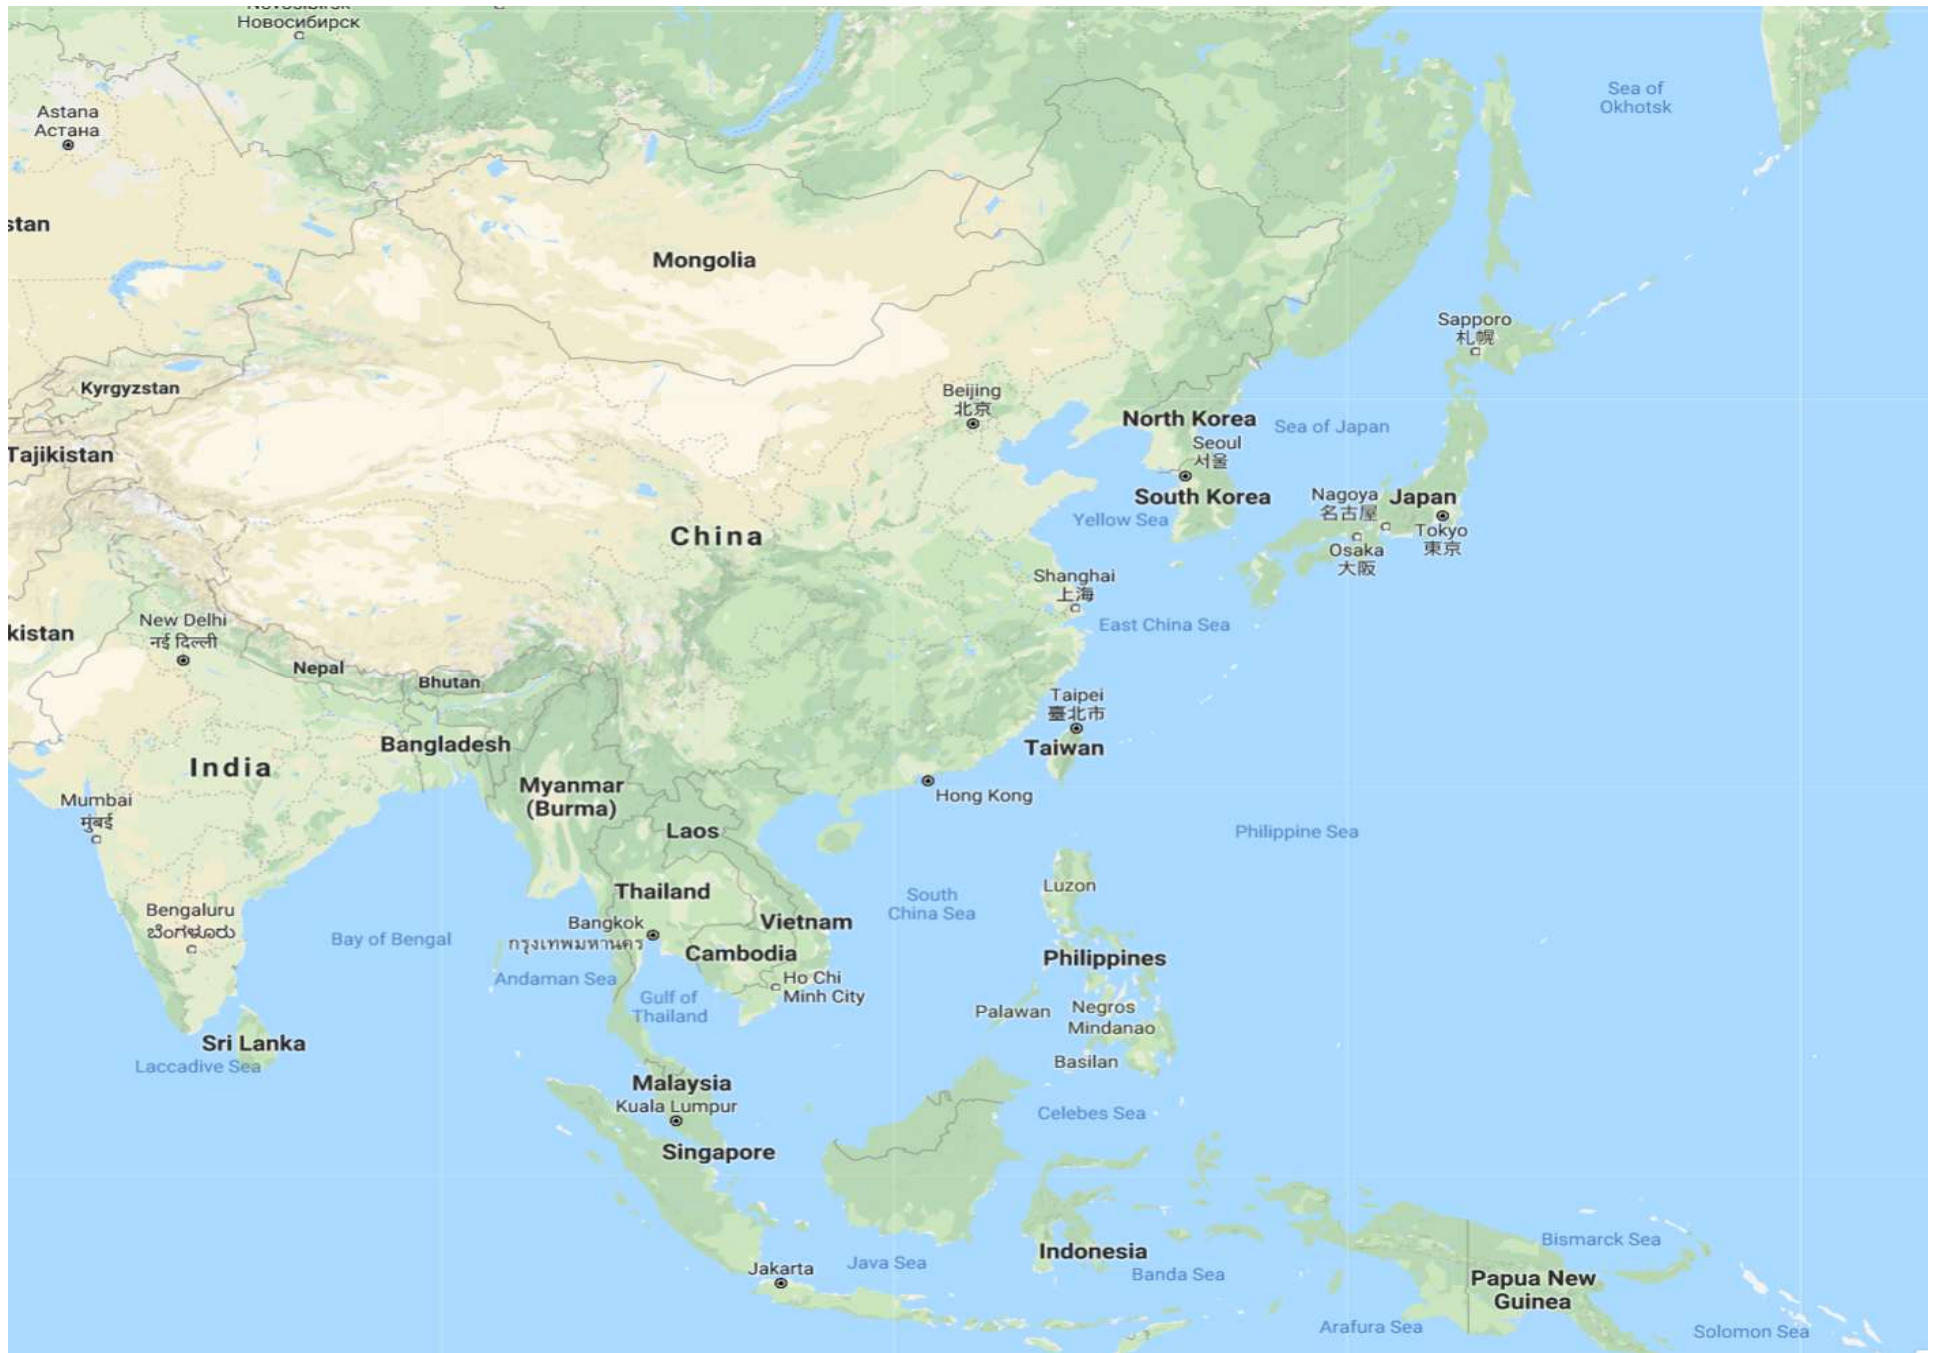 Новосибирск
Astana
Астана
Sea of
Okhotsk
stan
Mongolia
Sapporo
札幌
Kyrgyzstan
Beijing
北京
North Korea
Sea of Japan
Seoul
서울
Tajikistan
South Korea
Nagoya
名古屋
Japan
Tokyo
東京
Yellow Sea
China
Osaka
大阪
Shanghai
上海
East China Sea
New Delhi
नई दिल्ली
kistan
Nepal
Bhutan
Taipei
臺北市
Taiwan
Bangladesh
India
Myanmar
(Burma)
Hong Kong
Mumbai
मुंबई
Laos
Philippine Sea
Luzon
Thailand
South
China Sea
Bengaluru
ಬೆಂಗಳೂರು
Bangkok
กรุงเทพมหานคร
Vietnam
Bay of Bengal
Cambodia
Philippines
Andaman Sea
Ho Chi
Minh City
Gulf of
Thailand
Palawan
Negros
Mindanao
Sri Lanka
Laccadive Sea
Basilan
Malaysia
Kuala Lumpur
Celebes Sea
Singapore
Indonesia
Bismarck Sea
Jakarta
Java Sea
Banda Sea
Papua New
Guinea
Arafura Sea
Solomon Sea